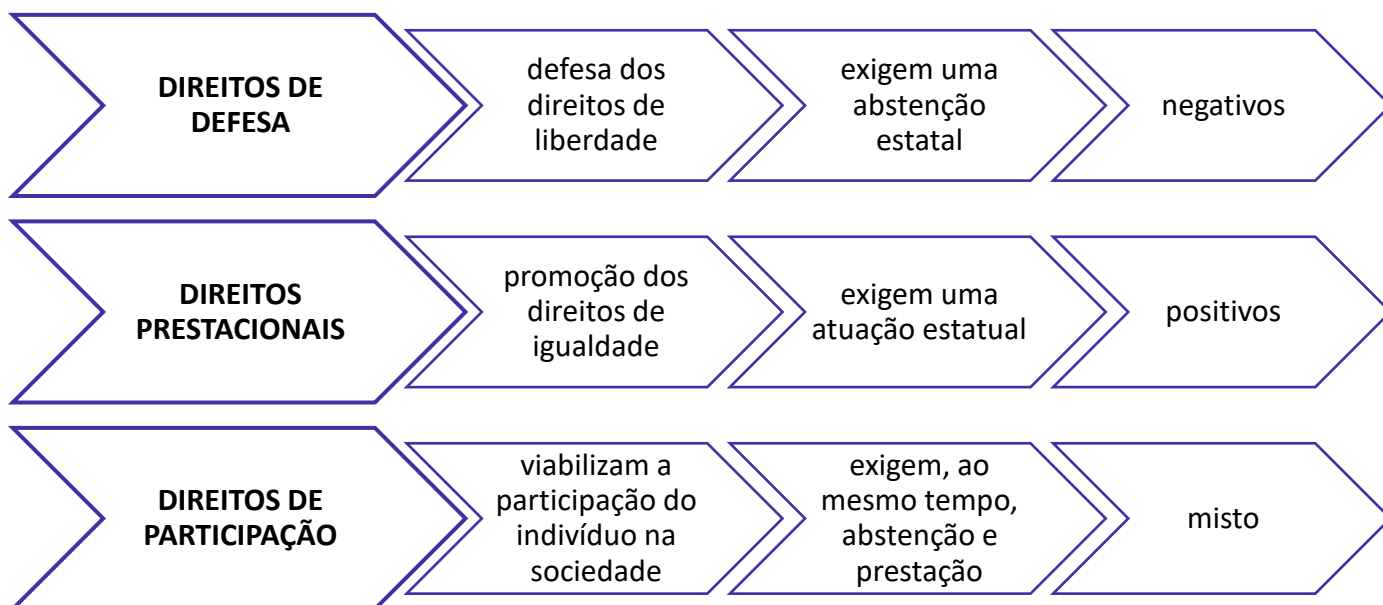 DIREITOS DE
DEFESA
defesa dos
direitos de
liberdade
exigem uma
abstenção
estatal
negativos
DIREITOS
PRESTACIONAIS
promoção dos
direitos de
igualdade
exigem uma
atuação estatual
positivos
DIREITOS DE
PARTICIPAÇÃO
viabilizam a
participação do
indivíduo na
sociedade
exigem, ao
mesmo tempo,
abstenção e
prestação
misto